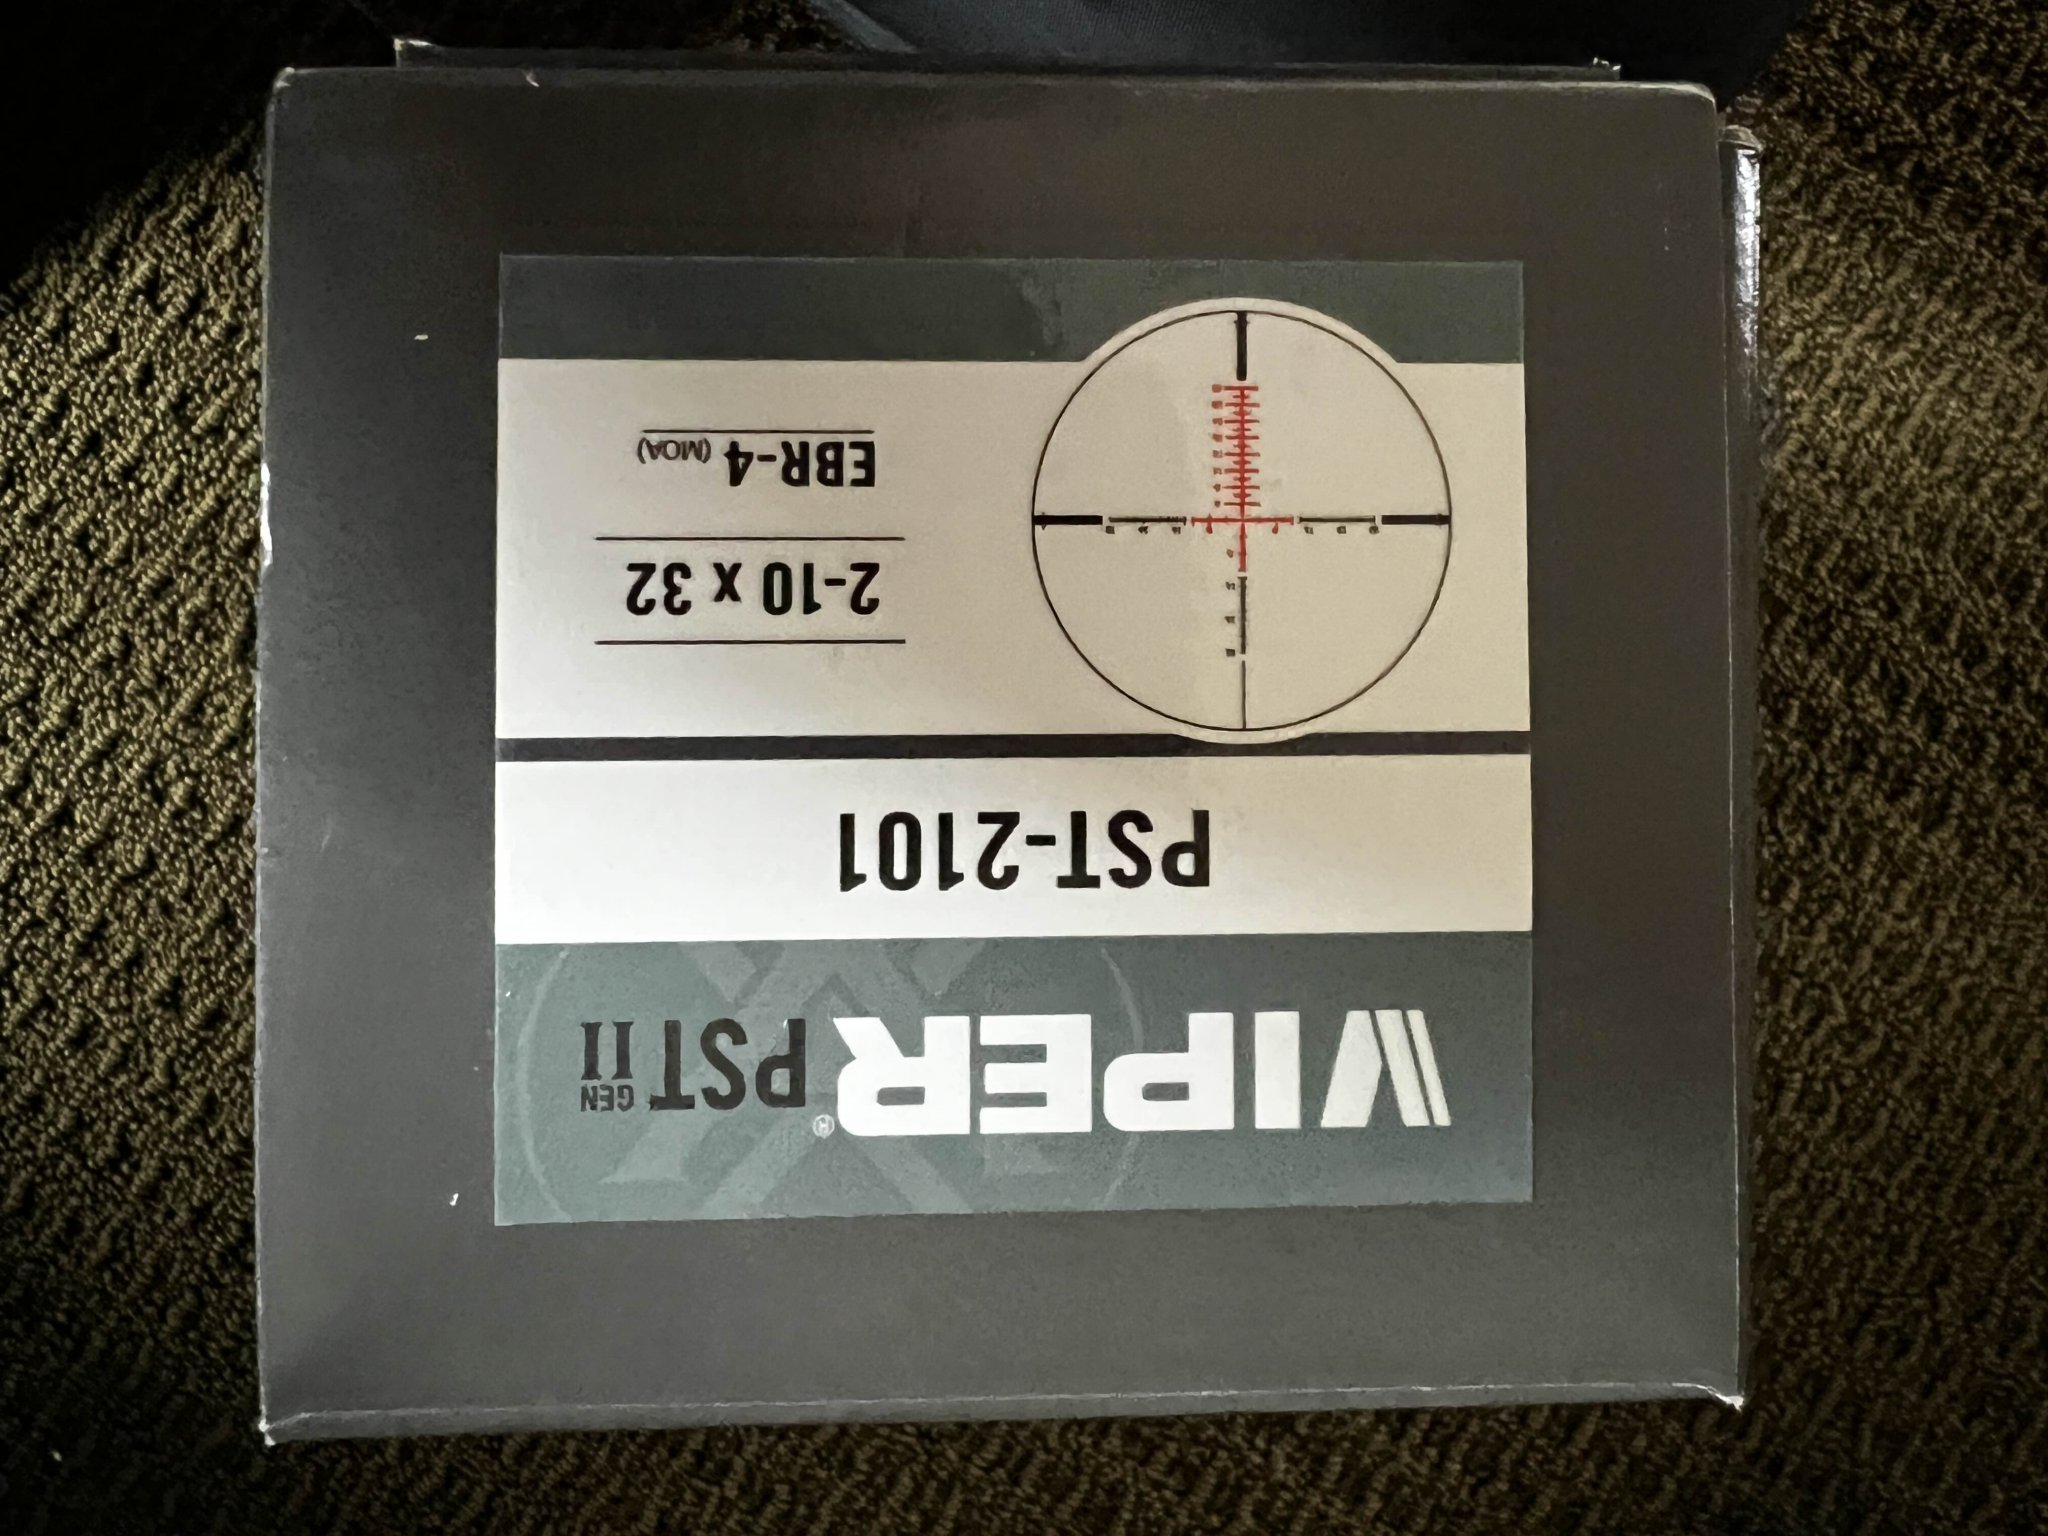 VIPER® PST GEN II
PST-2101
2-10 x 32
EBR-4 (MOA)